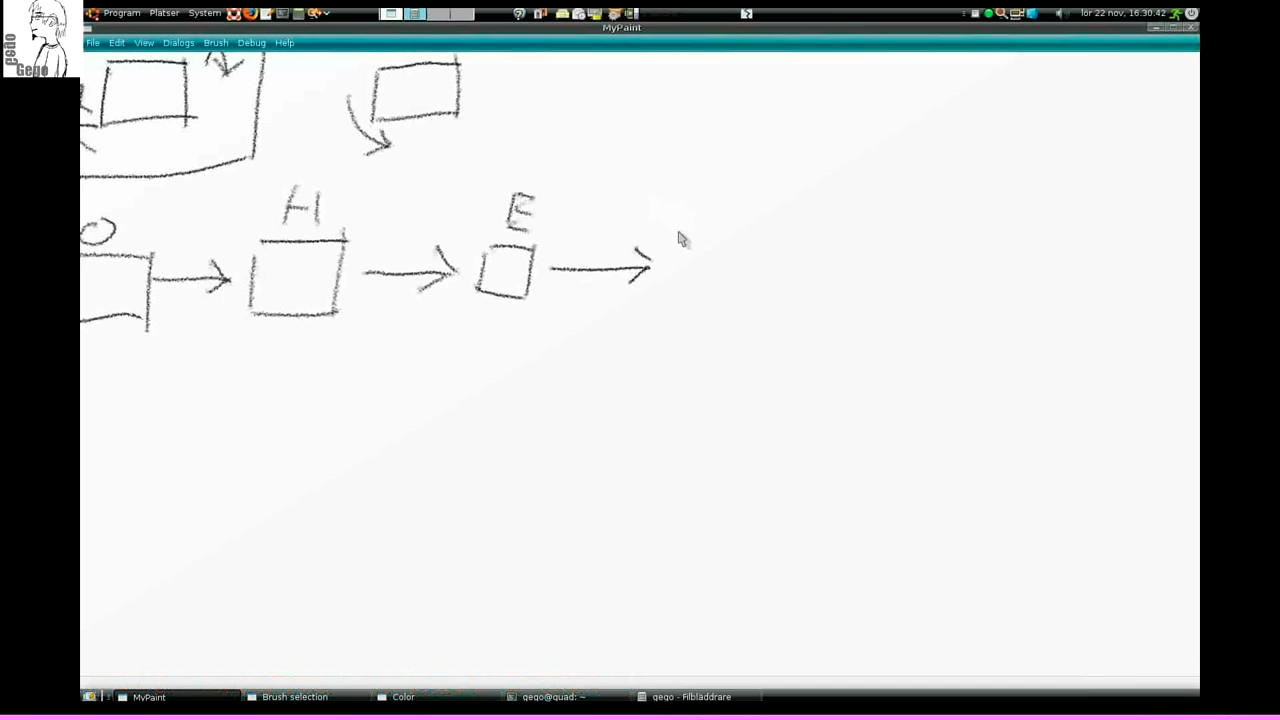 Program Platser System
lör 22 nov, 16.30.42
MyPaint
File Edit View Dialogs Brush Debug Help
Gego
Gego
H
E
O
MyPaint
Brush selection
Color
gego@quad: ~
gego - Filbläddrare